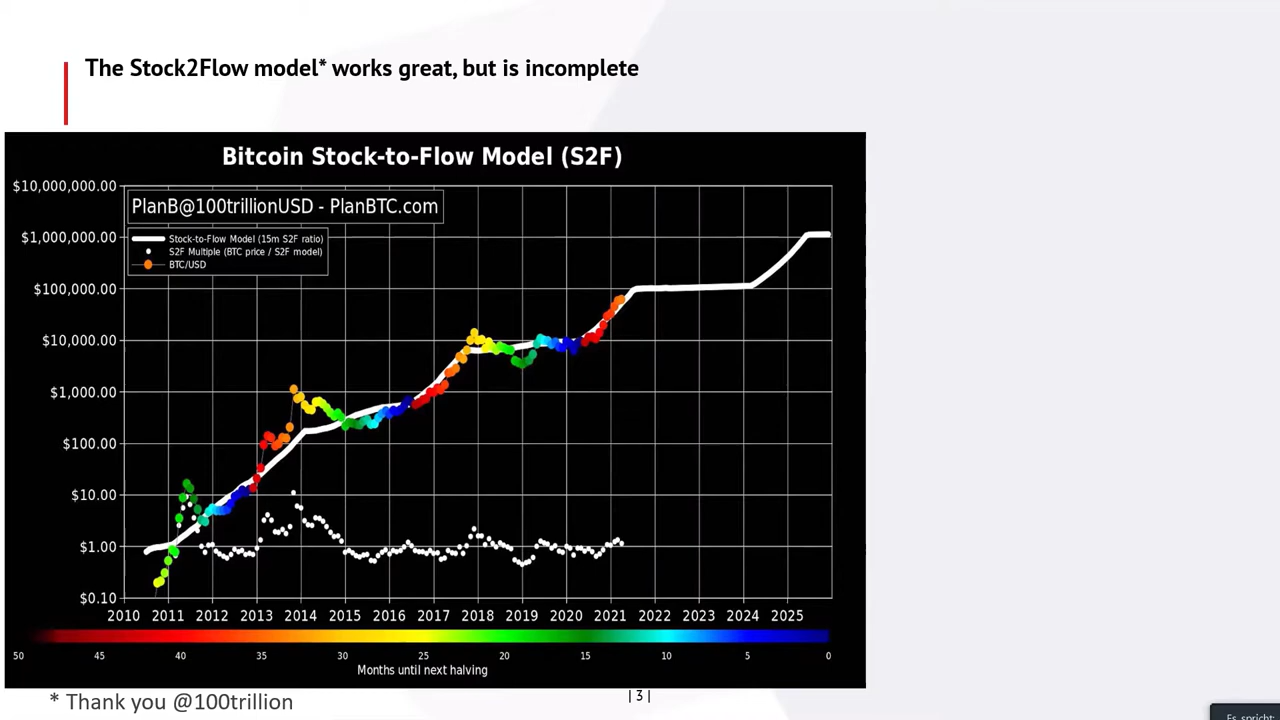 The Stock2Flow model* works great, but is incomplete
Bitcoin Stock-to-Flow Model (S2F)
$10,000,000.00
$1,000,000.00
$100,000.00
$10,000.00
$1,000.00
$100.00
$10.00
$1.00
$0.10
PlanB@100trillionUSD - PlanBTC.com
Stock-to-Flow Model (15m S2F ratio)
S2F Multiple (BTC price / S2F model)
BTC/USD
2010 2011 2012 2013 2014 2015 2016 2017 2018 2019 2020 2021 2022 2023 2024 2025
50 45 40 35 30 25 20 15 10 5 0
Months until next halving
* Thank you @100trillion
| 3 |
Es spricht: